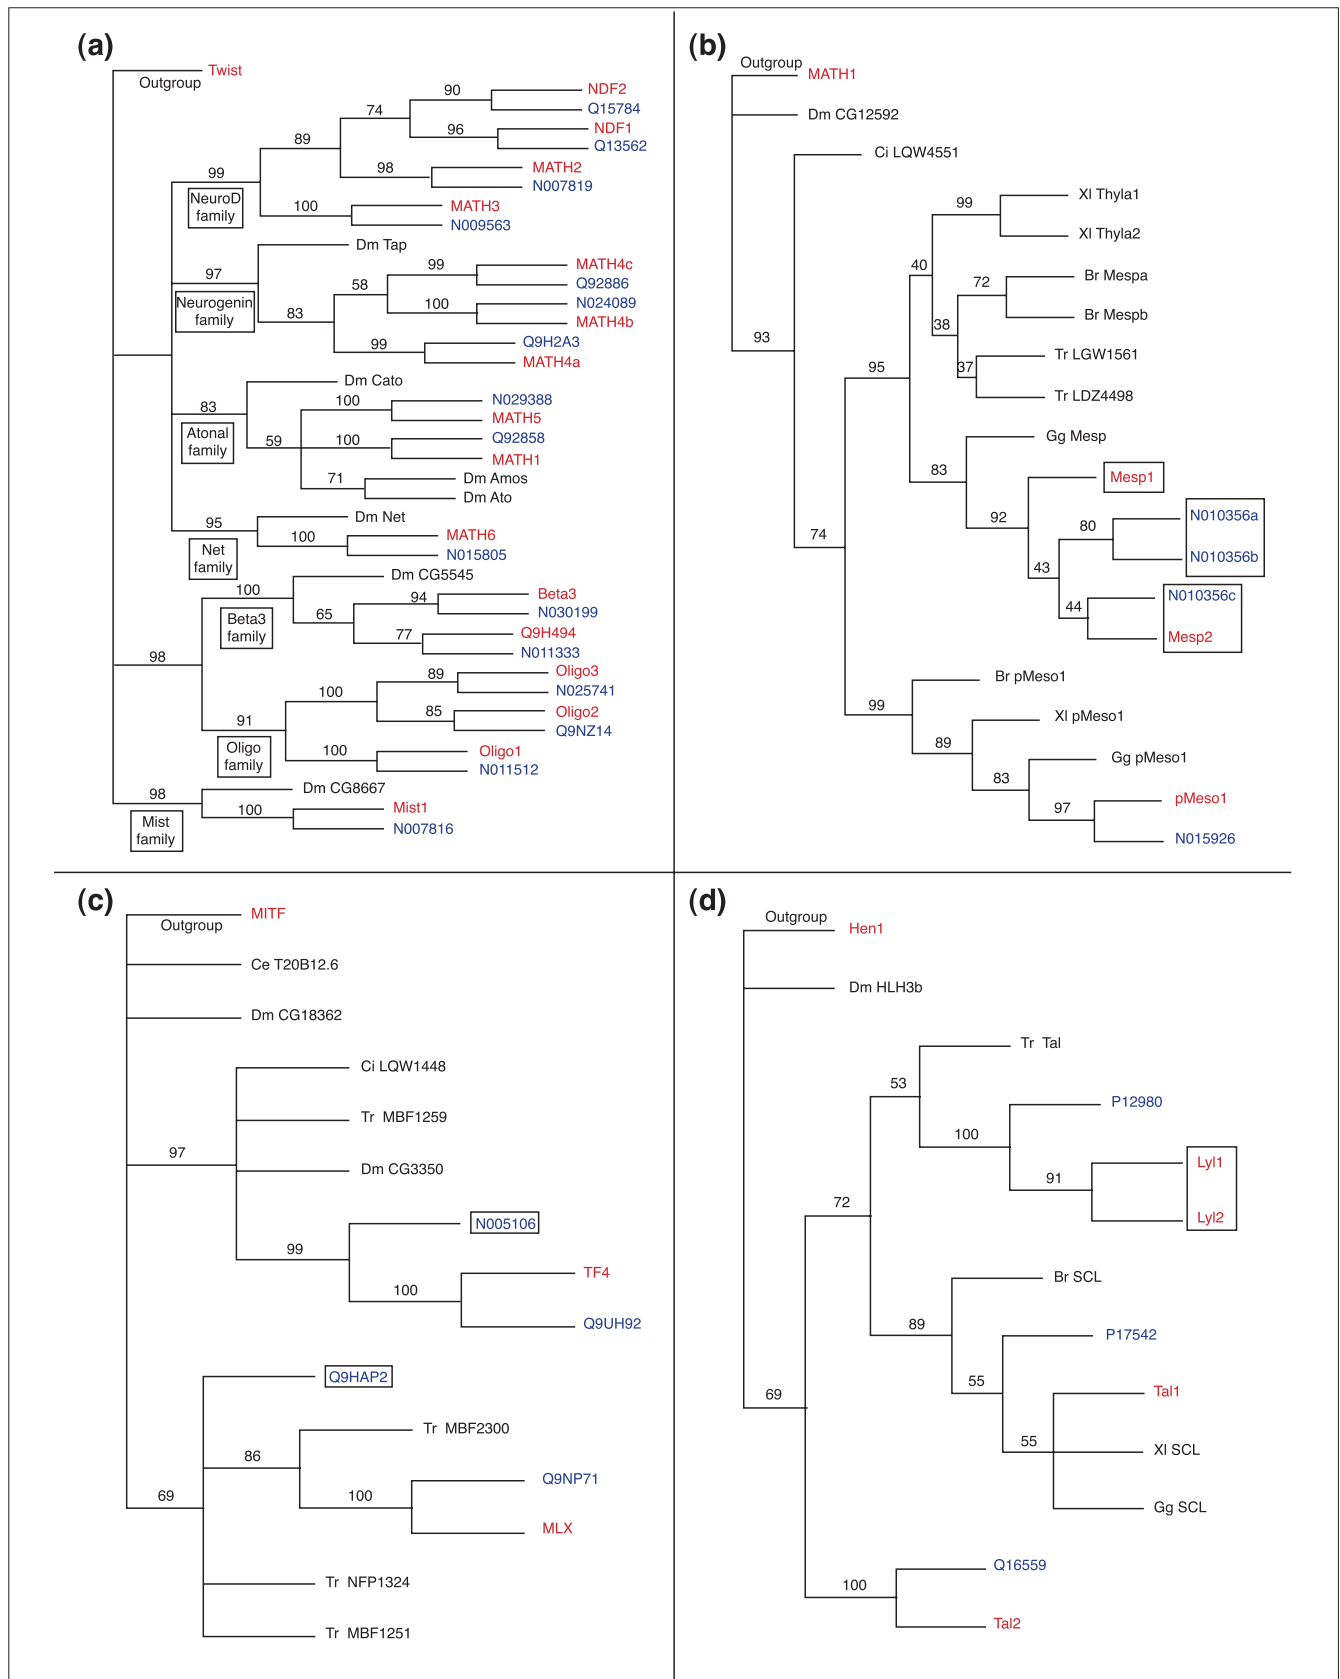 (a)
Twist
Outgroup
90
NDF2
Q15784
74
96
NDF1
Q13562
89
98
MATH2
N007819
99
NeuroD
family
100
MATH3
N009563
Dm Tap
97
Neurogenin
family
99
MATH4c
Q92886
58
100
N024089
MATH4b
83
99
Q9H2A3
MATH4a
Dm Cato
83
Atonal
family
100
N029388
MATH5
59
100
Q92858
MATH1
71
Dm Amos
Dm Ato
95
Net
family
Dm Net
100
MATH6
N015805
100
Beta3
family
Dm CG5545
94
Beta3
N030199
65
77
Q9H494
N011333
98
89
Oligo3
N025741
100
85
Oligo2
Q9NZ14
91
Oligo
family
100
Oligo1
N011512
98
Mist
family
Dm CG8667
100
Mist1
N007816
(b)
Outgroup
MATH1
Dm CG12592
Ci LQW4551
99
Xl Thyla1
Xl Thyla2
40
72
Br Mespa
Br Mespb
38
37
Tr LGW1561
Tr LDZ4498
93
95
Gg Mesp
83
Mesp1
92
80
N010356a
N010356b
43
44
N010356c
Mesp2
74
Br pMeso1
99
Xl pMeso1
89
Gg pMeso1
83
97
pMeso1
N015926
(c)
MITF
Outgroup
Ce T20B12.6
Dm CG18362
Ci LQW1448
Tr MBF1259
97
Dm CG3350
N005106
99
TF4
100
Q9UH92
Q9HAP2
Tr MBF2300
86
Q9NP71
100
MLX
69
Tr NFP1324
Tr MBF1251
(d)
Outgroup
Hen1
Dm HLH3b
Tr Tal
53
P12980
100
Lyl1
91
Lyl2
72
Br SCL
89
P17542
55
Tal1
55
Xl SCL
Gg SCL
69
Q16559
100
Tal2